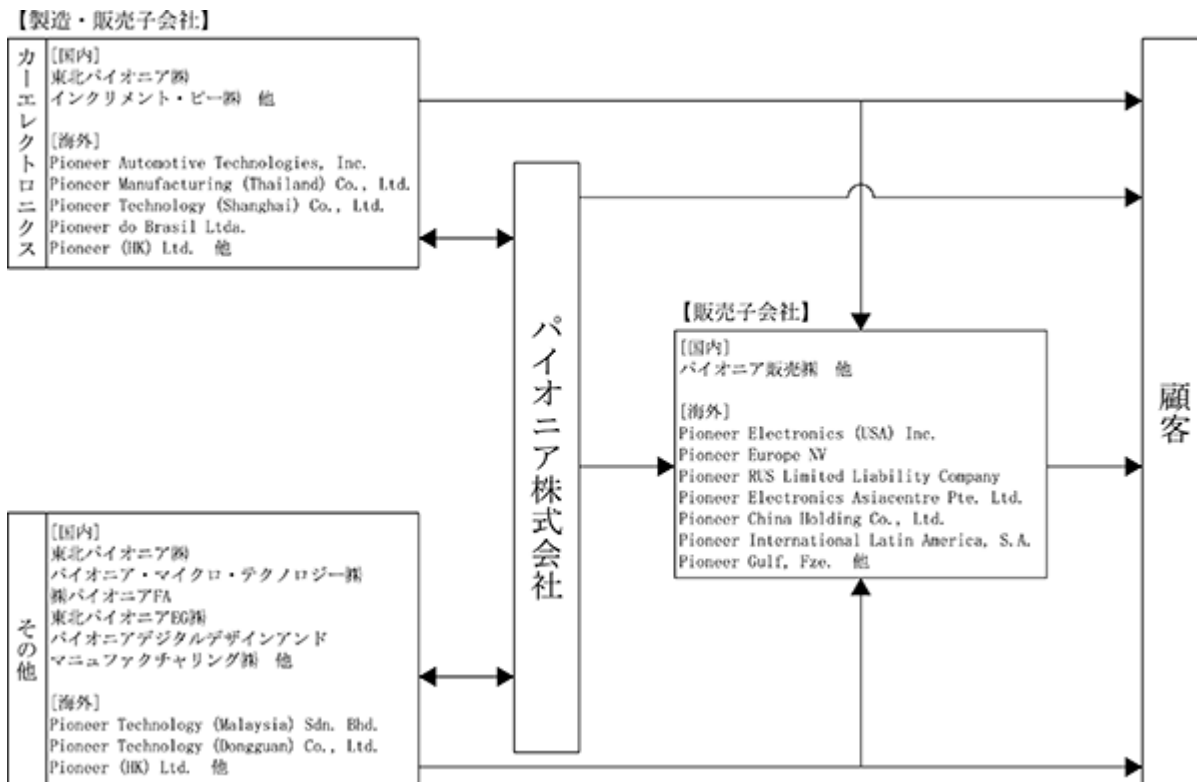 【製造・販売子会社】
カーエレクトロニクス
[国内]
東北パイオニア㈱
インクリメント・ピー㈱ 他
[海外]
Pioneer Automotive Technologies, Inc.
Pioneer Manufacturing (Thailand) Co., Ltd.
Pioneer Technology (Shanghai) Co., Ltd.
Pioneer do Brasil Ltda.
Pioneer (HK) Ltd. 他
その他
[国内]
東北パイオニア㈱
パイオニア・マイクロ・テクノロジー㈱
㈱パイオニアFA
東北パイオニアEG㈱
パイオニアデジタルデザインアンド
マニュファクチャリング㈱ 他
[海外]
Pioneer Technology (Malaysia) Sdn. Bhd.
Pioneer Technology (Dongguan) Co., Ltd.
Pioneer (HK) Ltd. 他
パイオニア株式会社
【販売子会社】
[国内]
パイオニア販売㈱ 他
[海外]
Pioneer Electronics (USA) Inc.
Pioneer Europe NV
Pioneer RUS Limited Liability Company
Pioneer Electronics Asiacentre Pte. Ltd.
Pioneer China Holding Co., Ltd.
Pioneer International Latin America, S.A.
Pioneer Gulf, Fze. 他
顧客